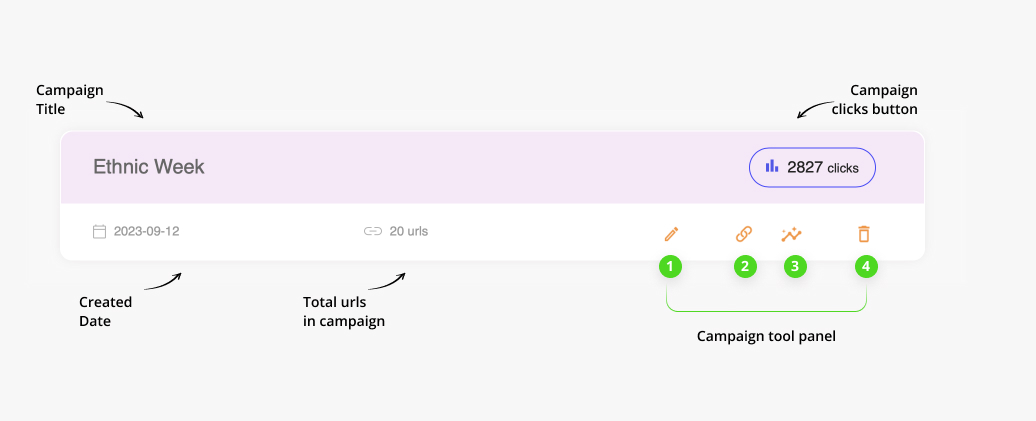 Campaign
Title
Campaign
clicks button
Ethnic Week
2827 clicks
2023-09-12
20 urls
1
2
3
4
Created
Date
Total urls
in campaign
Campaign tool panel